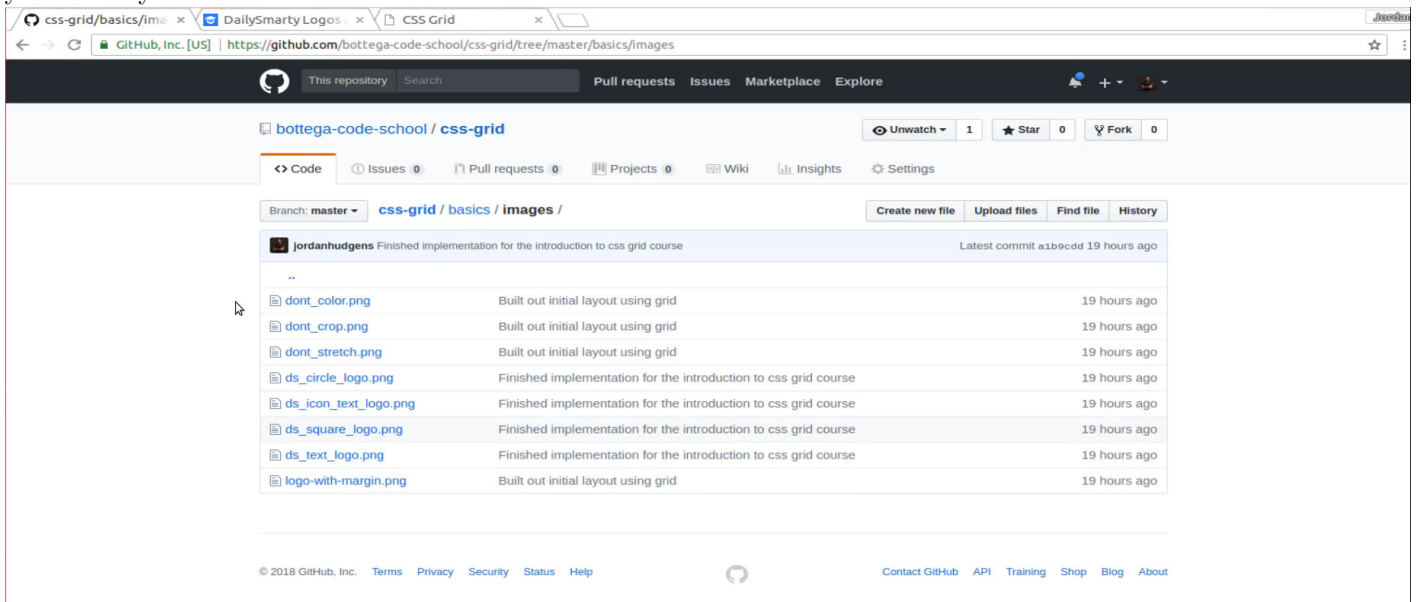 css-grid/basics/ima × DailySmarty Logos × CSS Grid ×
GitHub, Inc. [US] | https://github.com/bottega-code-school/css-grid/tree/master/basics/images
This repository Search Pull requests Issues Marketplace Explore
bottega-code-school / css-grid Unwatch 1 Star 0 Fork 0
Code Issues 0 Pull requests 0 Projects 0 Wiki Insights Settings
Branch: master css-grid / basics / images / Create new file Upload files Find file History
jordanhudgens Finished implementation for the introduction to css grid course Latest commit a1b9cdd 19 hours ago
..
dont_color.png Built out initial layout using grid 19 hours ago
dont_crop.png Built out initial layout using grid 19 hours ago
dont_stretch.png Built out initial layout using grid 19 hours ago
ds_circle_logo.png Finished implementation for the introduction to css grid course 19 hours ago
ds_icon_text_logo.png Finished implementation for the introduction to css grid course 19 hours ago
ds_square_logo.png Finished implementation for the introduction to css grid course 19 hours ago
ds_text_logo.png Finished implementation for the introduction to css grid course 19 hours ago
logo-with-margin.png Built out initial layout using grid 19 hours ago
© 2018 GitHub, Inc. Terms Privacy Security Status Help Contact GitHub API Training Shop Blog About